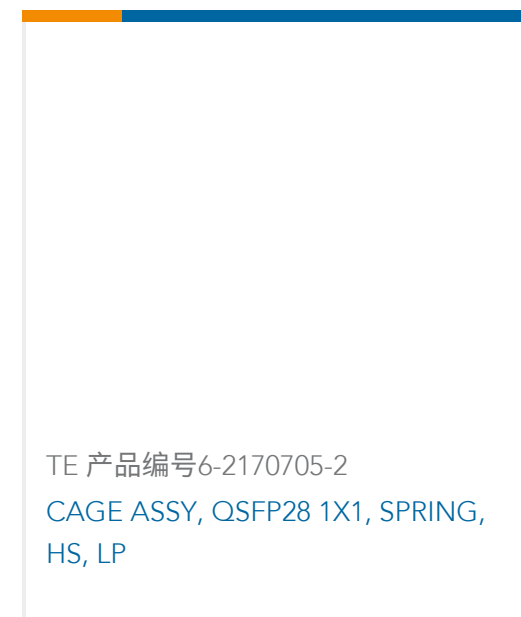 TE 产品编号6-2170705-2
CAGE ASSY, QSFP28 1X1, SPRING,
HS, LP